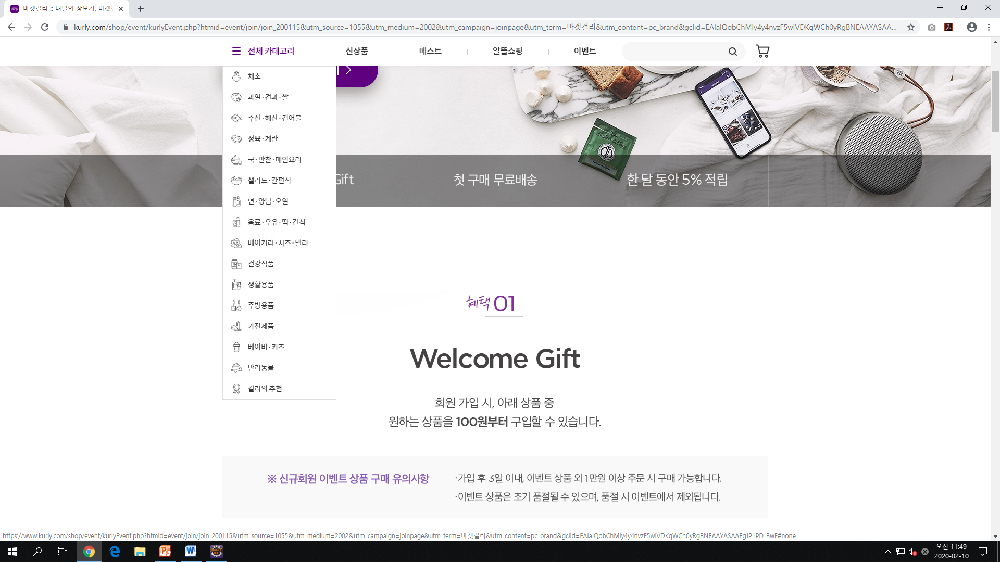 마켓컬리 :: 내일의 장보기, 마켓
kurly.com/shop/event/kurlyEvent.php?htmid=event/join/join_200115&utm_source=1055&utm_medium=2002&utm_campaign=joinpage&utm_term=마켓컬리&utm_content=pc_brand&gclid=EAIaIQobChMIy4y4nvzF5wIVDKqWCh0yRgBNEAAYASAA...
전체 카테고리
신상품
베스트
알뜰쇼핑
이벤트
채소
과일·견과·쌀
수산·해산·건어물
정육·계란
국·반찬·메인요리
샐러드·간편식
면·양념·오일
음료·우유·떡·간식
베이커리·치즈·델리
건강식품
생활용품
주방용품
가전제품
베이비·키즈
반려동물
컬리의 추천
Gift
첫 구매 무료배송
한 달 동안 5% 적립
혜택 01
Welcome Gift
회원 가입 시, 아래 상품 중
원하는 상품을 100원부터 구입할 수 있습니다.
※ 신규회원 이벤트 상품 구매 유의사항
·가입 후 3일 이내, 이벤트 상품 외 1만원 이상 주문 시 구매 가능합니다.
·이벤트 상품은 조기 품절될 수 있으며, 품절 시 이벤트에서 제외됩니다.
https://www.kurly.com/shop/event/kurlyEvent.php?htmid=event/join/join_200115&utm_source=1055&utm_medium=2002&utm_campaign=joinpage&utm_term=마켓컬리&utm_content=pc_brand&gclid=EAIaIQobChMIy4y4nvzF5wIVDKqWCh0yRgBNEAAYASAAEgJP1PD_BwE#none
오전 11:49
2020-02-10